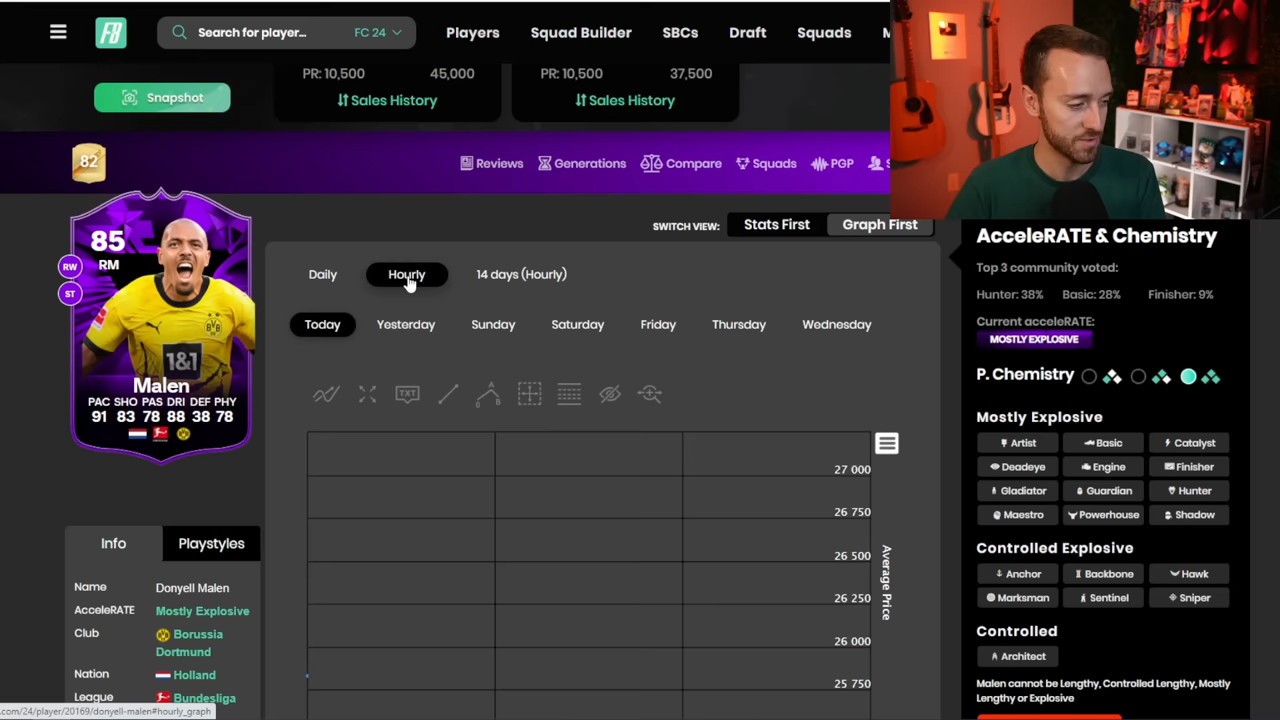 FB
Search for player...
FC 24
Players
Squad Builder
SBCs
Draft
Squads
M
PR: 10,500
45,000
PR: 10,500
37,500
Sales History
Sales History
Snapshot
82
Reviews
Generations
Compare
Squads
PGP
S
85
RM
RW
ST
1&1
Malen
PAC SHO PAS DRI DEF PHY
91 83 78 88 38 78
SWITCH VIEW:
Stats First
Graph First
Daily
Hourly
14 days (Hourly)
Today
Yesterday
Sunday
Saturday
Friday
Thursday
Wednesday
TXT
27 000
26 750
26 500
26 250
26 000
25 750
Average Price
Info
Playstyles
Name
Donyell Malen
AcceleRATE
Mostly Explosive
Club
Borussia
Dortmund
Nation
Holland
League
Bundesliga
.com/24/player/20169/donyell-malen#hourly_graph
AcceleRATE & Chemistry
Top 3 community voted:
Hunter: 38%
Basic: 28%
Finisher: 9%
Current acceleRATE:
MOSTLY EXPLOSIVE
P. Chemistry
Mostly Explosive
Artist
Basic
Catalyst
Deadeye
Engine
Finisher
Gladiator
Guardian
Hunter
Maestro
Powerhouse
Shadow
Controlled Explosive
Anchor
Backbone
Hawk
Marksman
Sentinel
Sniper
Controlled
Architect
Malen cannot be Lengthy, Controlled Lengthy, Mostly
Lengthy or Explosive